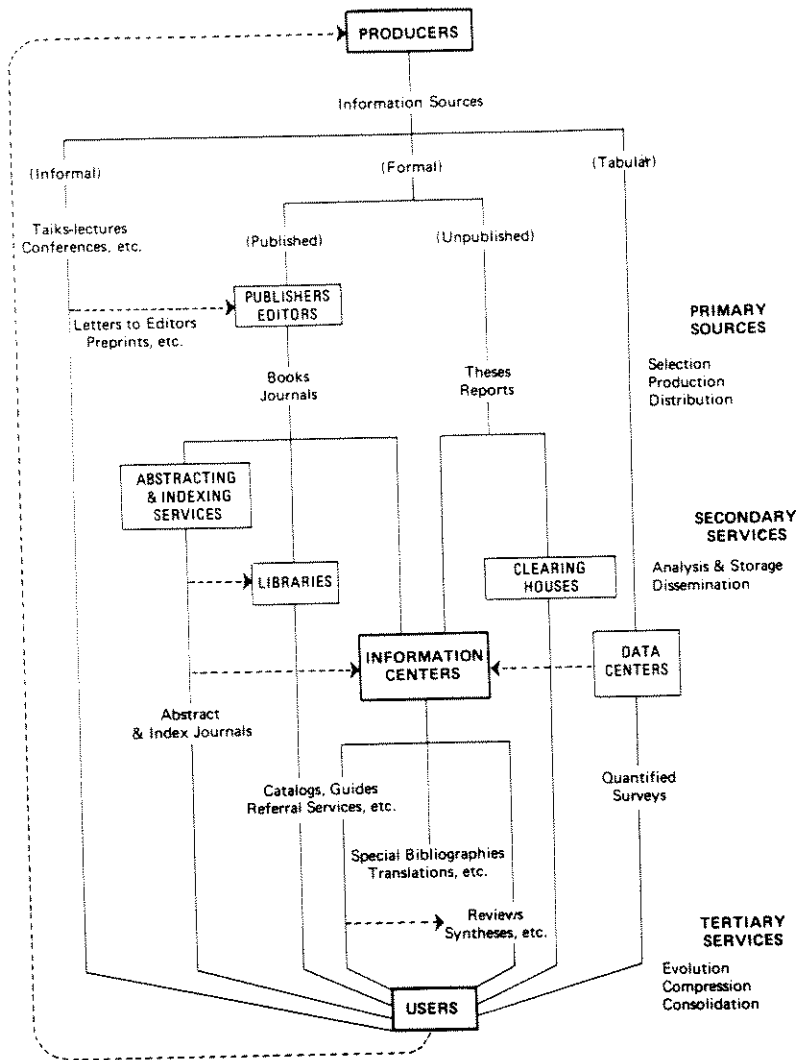 PRODUCERS
Information Sources
(Informal)
(Formal)
(Tabular)
Talks-lectures
Conferences, etc.
(Published)
(Unpublished)
PUBLISHERS
EDITORS
Letters to Editors
Preprints, etc.
PRIMARY
SOURCES
Selection
Production
Distribution
Books
Journals
Theses
Reports
ABSTRACTING
& INDEXING
SERVICES
SECONDARY
SERVICES
Analysis & Storage
Dissemination
LIBRARIES
CLEARING
HOUSES
INFORMATION
CENTERS
DATA
CENTERS
Abstract
& Index Journals
Catalogs, Guides
Referral Services, etc.
Quantified
Surveys
Special Bibliographies
Translations, etc.
Reviews
Syntheses, etc.
TERTIARY
SERVICES
Evolution
Compression
Consolidation
USERS